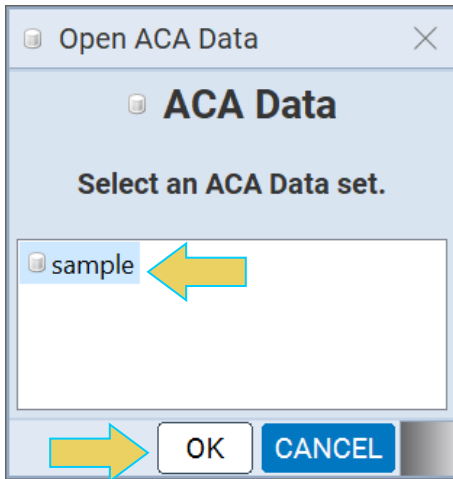 Open ACA Data
ACA Data
Select an ACA Data set.
sample
OK CANCEL